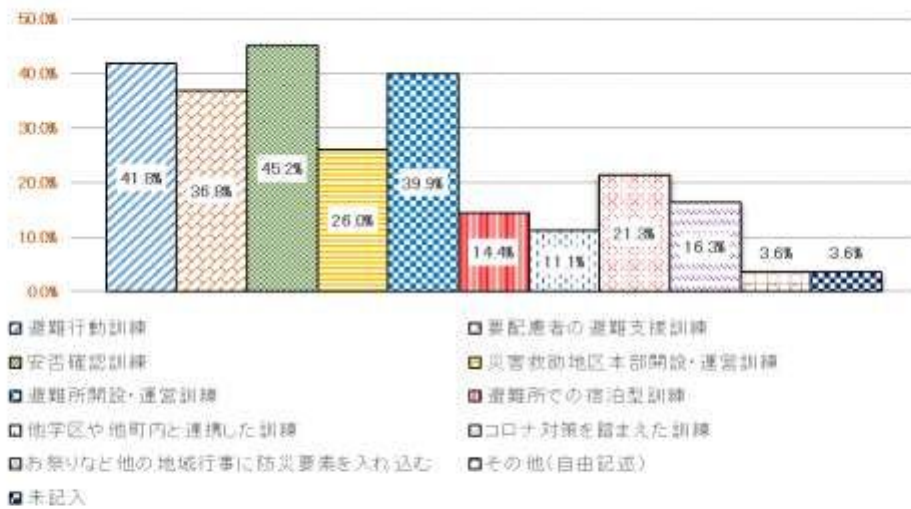 50.0%
40.0%
30.0%
20.0%
10.0%
0.0%
41.8%
36.8%
45.2%
26.0%
39.9%
14.4%
11.1%
21.3%
16.3%
3.6%
3.6%
避難行動訓練
要配慮者の避難支援訓練
安否確認訓練
災害救助地区本部開設・運営訓練
避難所開設・運営訓練
避難所での宿泊型訓練
他学区や他町内と連携した訓練
コロナ対策を踏まえた訓練
お祭りなど他の地域行事に防災要素を入れ込む
その他(自由記述)
未記入